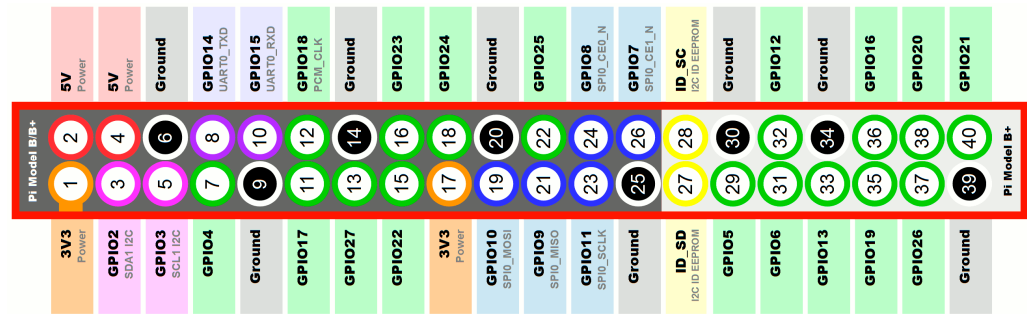 5V
Power
5V
Power
Ground
GPIO14
UART0_TXD
GPIO15
UART0_RXD
GPIO18
PCM_CLK
Ground
GPIO23
GPIO24
Ground
GPIO25
GPIO8
SPI0_CE0_N
GPIO7
SPI0_CE1_N
ID_SC
I2C ID EEPROM
Ground
GPIO12
Ground
GPIO16
GPIO20
GPIO21
Pi Model B/B+
2
4
6
8
10
12
14
16
18
20
22
24
26
28
30
32
34
36
38
40
1
3
5
7
9
11
13
15
17
19
21
23
25
27
29
31
33
35
37
39
Pi Model B+
3V3
Power
GPIO2
SDA1 I2C
GPIO3
SCL1 I2C
GPIO4
Ground
GPIO17
GPIO27
GPIO22
3V3
Power
GPIO10
SPI0_MOSI
GPIO9
SPI0_MISO
GPIO11
SPI0_SCLK
Ground
ID_SD
I2C ID EEPROM
GPIO5
GPIO6
GPIO13
GPIO19
GPIO26
Ground